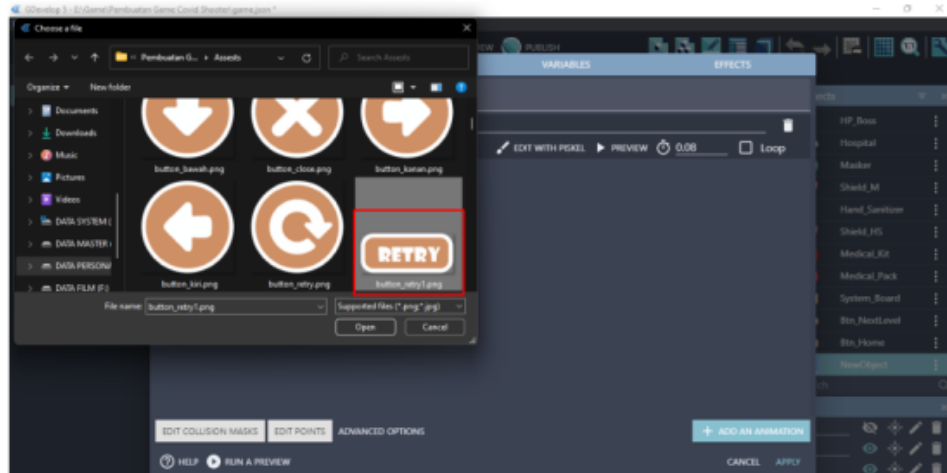 GDevelop 5 - E:\Game\Pembuatan Game Covid Shooter\game.json *
Choose a file
Pembuatan G... › Assests
Search Assests
PUBLISH
Organize
New folder
VARIABLES
EFFECTS
Documents
Downloads
Music
Pictures
Videos
DATA SYSTEM (
DATA MASTER
DATA PERSONA
DATA FILM (F:)
button_bawah.png
button_close.png
button_kanan.png
button_kiri.png
button_retry.png
RETRY
button_retry1.png
File name:
button_retry1.png
Supported files (*.png;*.jpg)
Open
Cancel
EDIT WITH PISKEL
PREVIEW
0.08
Loop
HP_Boss
Hospital
Masker
Shield_M
Hand_Sanitizer
Shield_HS
Medical_Kit
Medical_Pack
System_Board
Btn_NextLevel
Btn_Home
NewObject
EDIT COLLISION MASKS
EDIT POINTS
ADVANCED OPTIONS
+ ADD AN ANIMATION
HELP
RUN A PREVIEW
CANCEL
APPLY